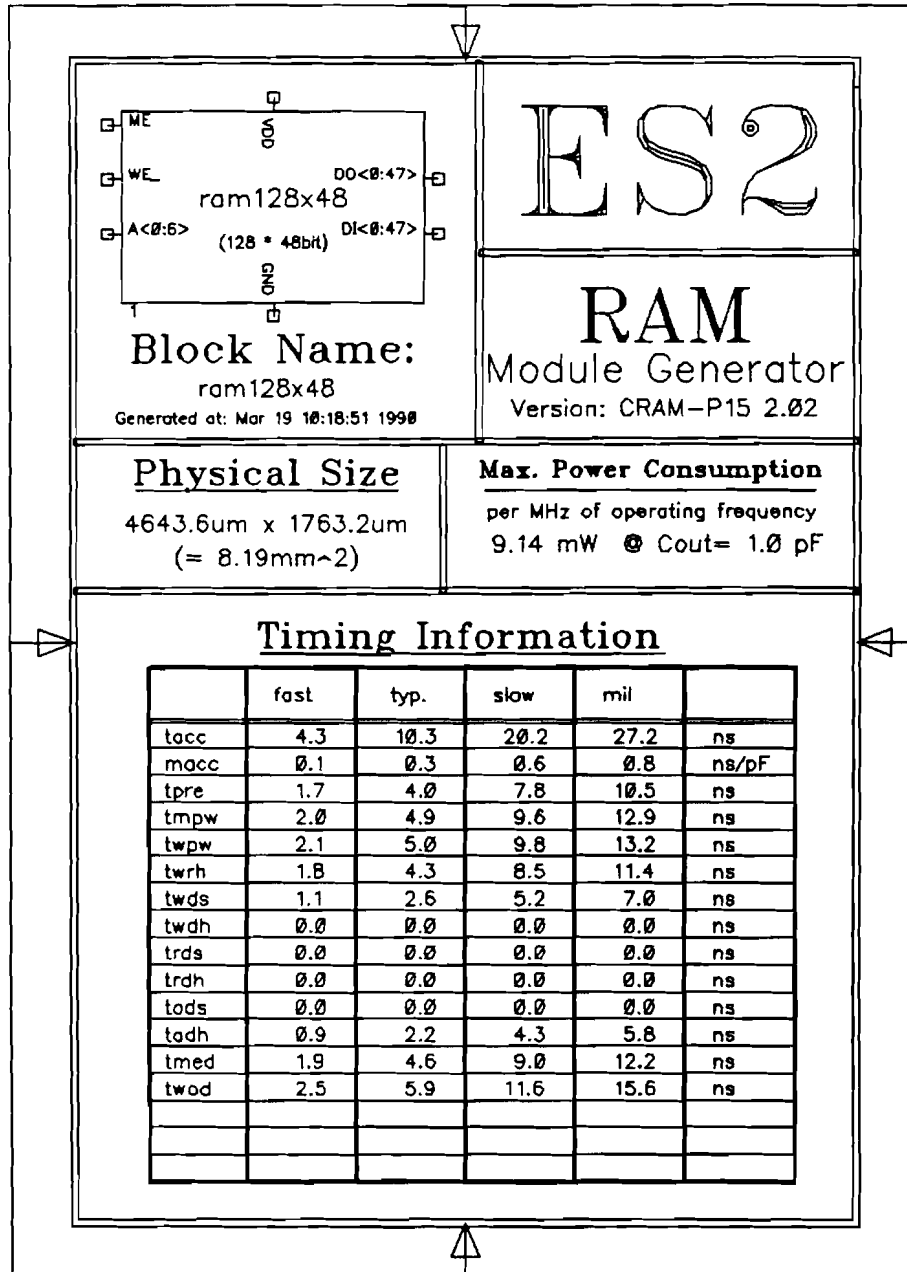 ME
VDD
WE_ DO<0:47>
ram128x48
A<0:6> DI<0:47>
(128 * 48bit)
GND
1
Block Name:
ram128x48
Generated at: Mar 19 10:18:51 1990
ES2
RAM
Module Generator
Version: CRAM-P15 2.02
Physical Size
4643.6um x 1763.2um
(= 8.19mm^2)
Max. Power Consumption
per MHz of operating frequency
9.14 mW @ Cout= 1.0 pF
Timing Information
fast typ. slow mil
tacc 4.3 10.3 20.2 27.2 ns
macc 0.1 0.3 0.6 0.8 ns/pF
tpre 1.7 4.0 7.8 10.5 ns
tmpw 2.0 4.9 9.6 12.9 ns
twpw 2.1 5.0 9.8 13.2 ns
twrh 1.8 4.3 8.5 11.4 ns
twds 1.1 2.6 5.2 7.0 ns
twdh 0.0 0.0 0.0 0.0 ns
trds 0.0 0.0 0.0 0.0 ns
trdh 0.0 0.0 0.0 0.0 ns
tads 0.0 0.0 0.0 0.0 ns
tadh 0.9 2.2 4.3 5.8 ns
tmed 1.9 4.6 9.0 12.2 ns
twod 2.5 5.9 11.6 15.6 ns